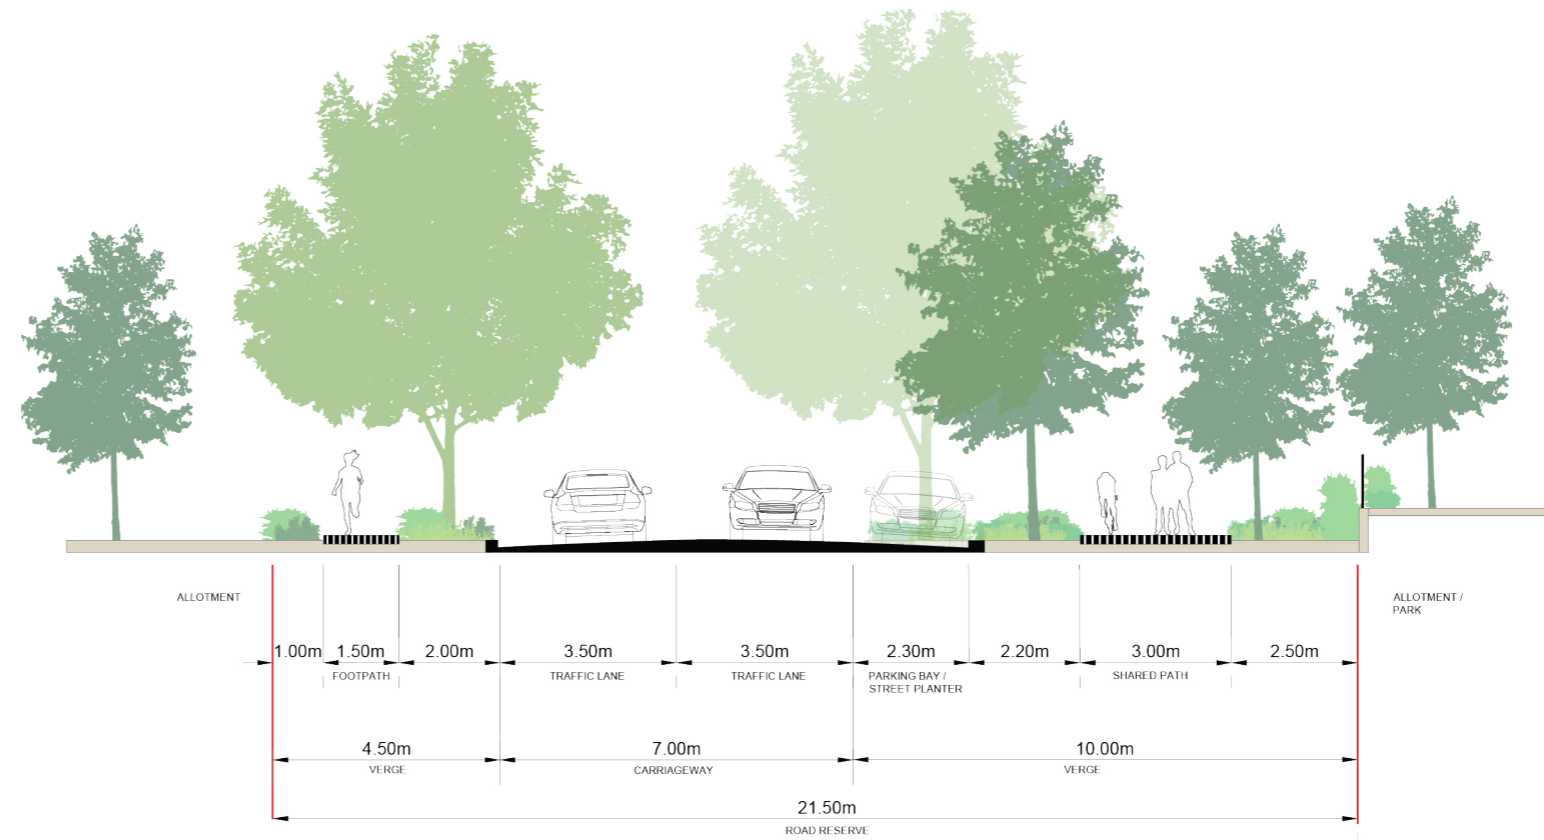 ALLOTMENT
ALLOTMENT /
PARK
1.00m 1.50m 2.00m 3.50m 3.50m 2.30m 2.20m 3.00m 2.50m
FOOTPATH TRAFFIC LANE TRAFFIC LANE PARKING BAY / SHARED PATH
STREET PLANTER
4.50m 7.00m 10.00m
VERGE CARRIAGEWAY VERGE
21.50m
ROAD RESERVE